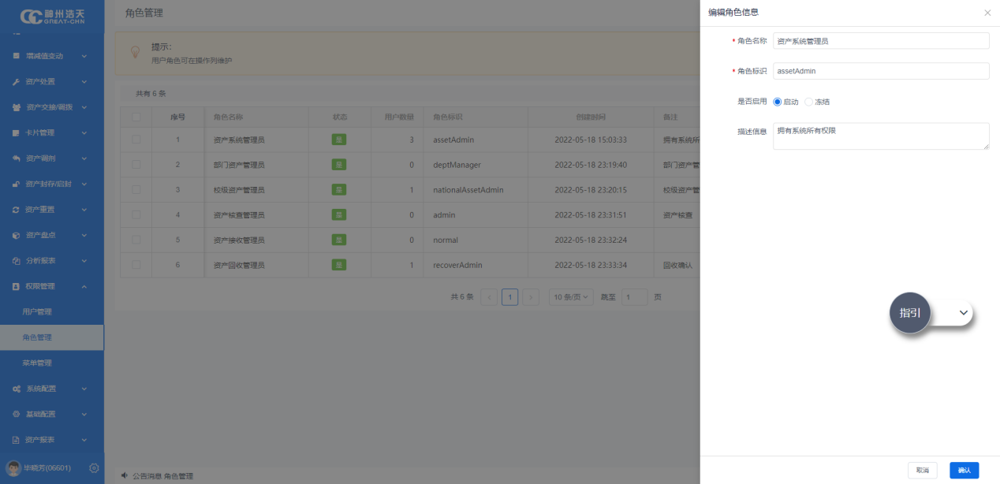 神州浩天
GREAT-CHN
增减值变动
资产处置
资产交接/调拨
卡片管理
资产调剂
资产封存/启封
资产重置
资产盘点
分析报表
权限管理
用户管理
角色管理
菜单管理
系统配置
基础配置
资产报表
毕晓芳(06601)
角色管理
提示:
用户角色可在操作列维护
共有 6 条
序号 角色名称 状态 用户数量 角色标识 创建时间 备注
1 资产系统管理员 是 3 assetAdmin 2022-05-18 15:03:33 拥有系统所
2 部门资产管理员 是 0 deptManager 2022-05-18 23:19:40 部门资产管
3 校级资产管理员 是 1 nationalAssetAdmin 2022-05-18 23:20:15 校级资产管
4 资产核查管理员 是 0 admin 2022-05-18 23:31:51 资产核查
5 资产接收管理员 是 0 normal 2022-05-18 23:32:24
6 资产回收管理员 是 1 recoverAdmin 2022-05-18 23:33:34 回收确认
共 6 条 1 10 条/页 跳至 1 页
公告消息 角色管理
编辑角色信息
* 角色名称 资产系统管理员
* 角色标识 assetAdmin
是否启用 启动 冻结
描述信息 拥有系统所有权限
指引
取消 确认